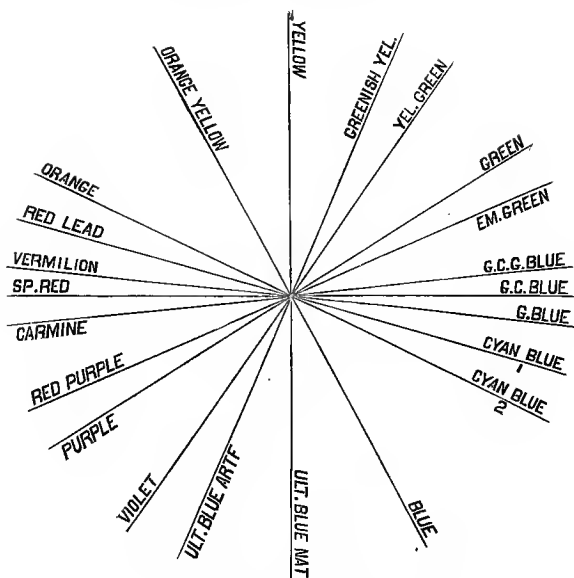 YELLOW
GREENISH YEL.
YEL. GREEN
GREEN
EM. GREEN
G.C.G. BLUE
G.C. BLUE
G. BLUE
CYAN BLUE
1
CYAN BLUE
2
BLUE
ULT. BLUE NAT
ULT. BLUE ARTF
VIOLET
PURPLE
RED PURPLE
CARMINE
SP. RED
VERMILION
RED LEAD
ORANGE
ORANGE YELLOW